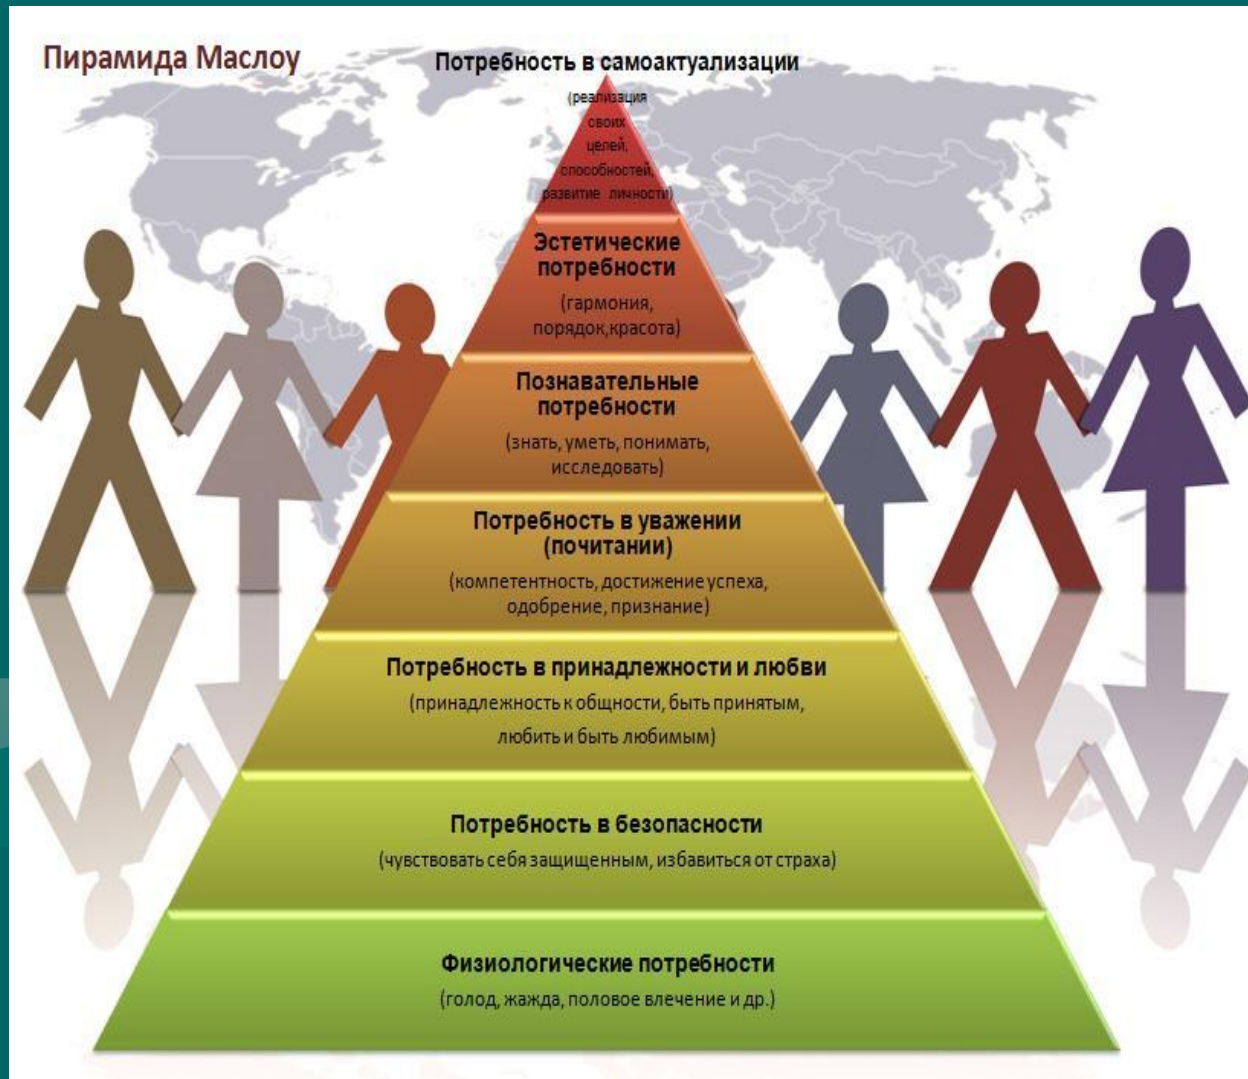 Пирамида Маслоу
Потребность в самоактуализации
(реализация
своих
целей,
способностей,
развитие личности)
Эстетические
потребности
(гармония,
порядок,красота)
Познавательные
потребности
(знать, уметь, понимать,
исследовать)
Потребность в уважении
(почитании)
(компетентность, достижение успеха,
одобрение, признание)
Потребность в принадлежности и любви
(принадлежность к общности, быть принятым,
любить и быть любимым)
Потребность в безопасности
(чувствовать себя защищенным, избавиться от страха)
Физиологические потребности
(голод, жажда, половое влечение и др.)